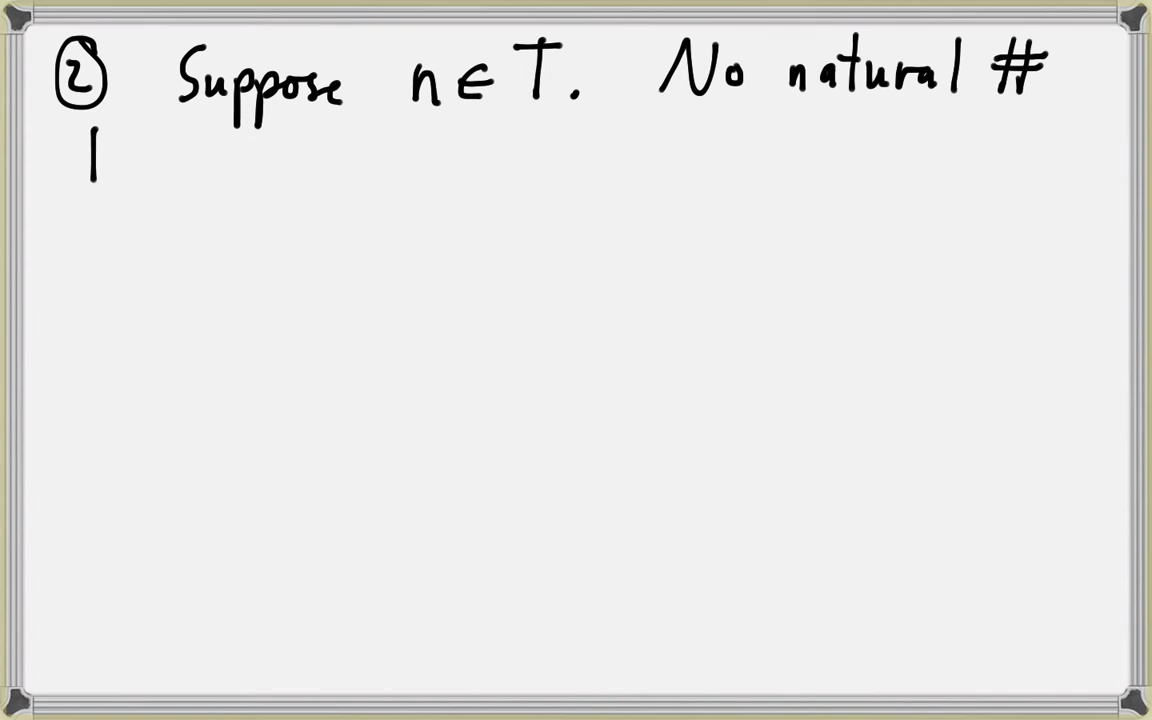 ② Suppose n ∈ T. No natural #
|